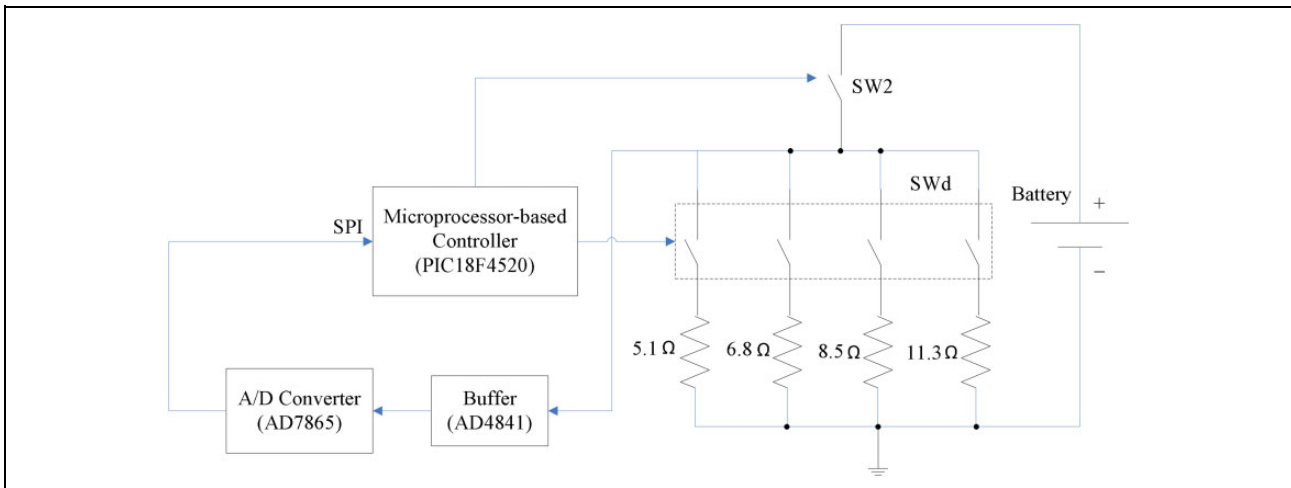 SW2
SWd
Battery
+
−
SPI
Microprocessor-based
Controller
(PIC18F4520)
5.1 Ω
6.8 Ω
8.5 Ω
11.3 Ω
A/D Converter
(AD7865)
Buffer
(AD4841)